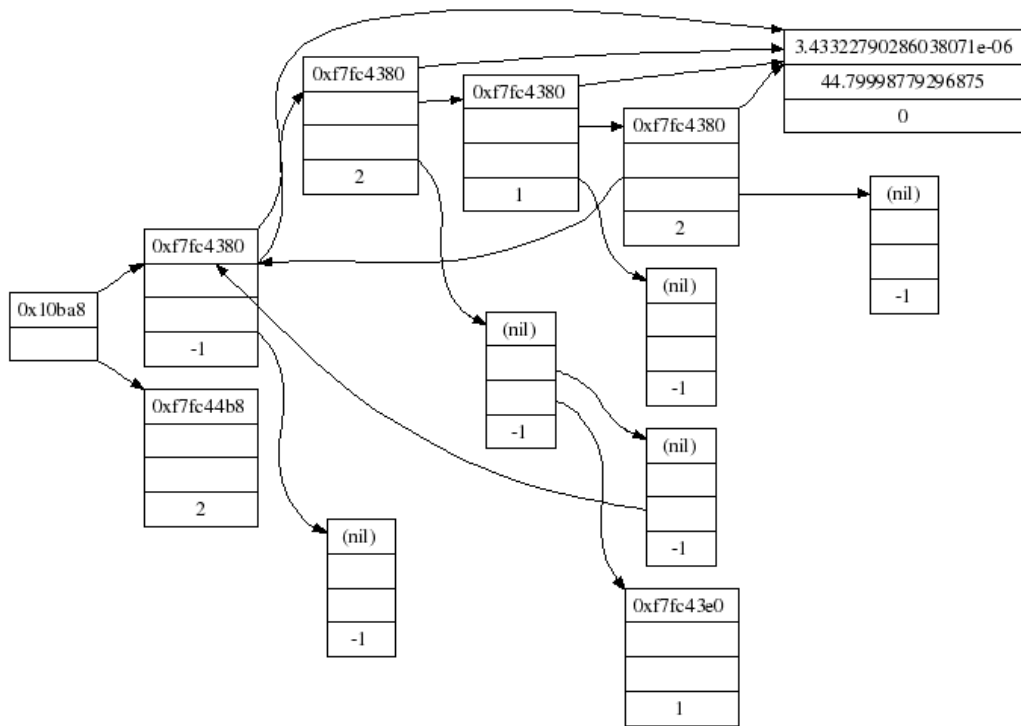 3.43322790286038071e-06
44.79998779296875
0
0xf7fc4380
2
0xf7fc4380
1
0xf7fc4380
2
(nil)
-1
0xf7fc4380
-1
0x10ba8
(nil)
-1
(nil)
-1
0xf7fc44b8
2
(nil)
-1
(nil)
-1
0xf7fc43e0
1